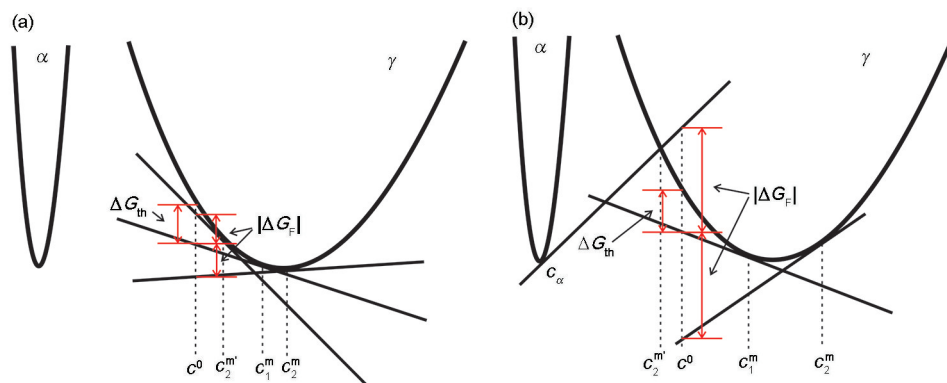 (a)
α
γ
ΔG_th
|ΔG_F|
c^0 c_2^m' c_1^m c_2^m
(b)
α
γ
|ΔG_F|
ΔG_th
c_α
c_2^m' c^0 c_1^m c_2^m